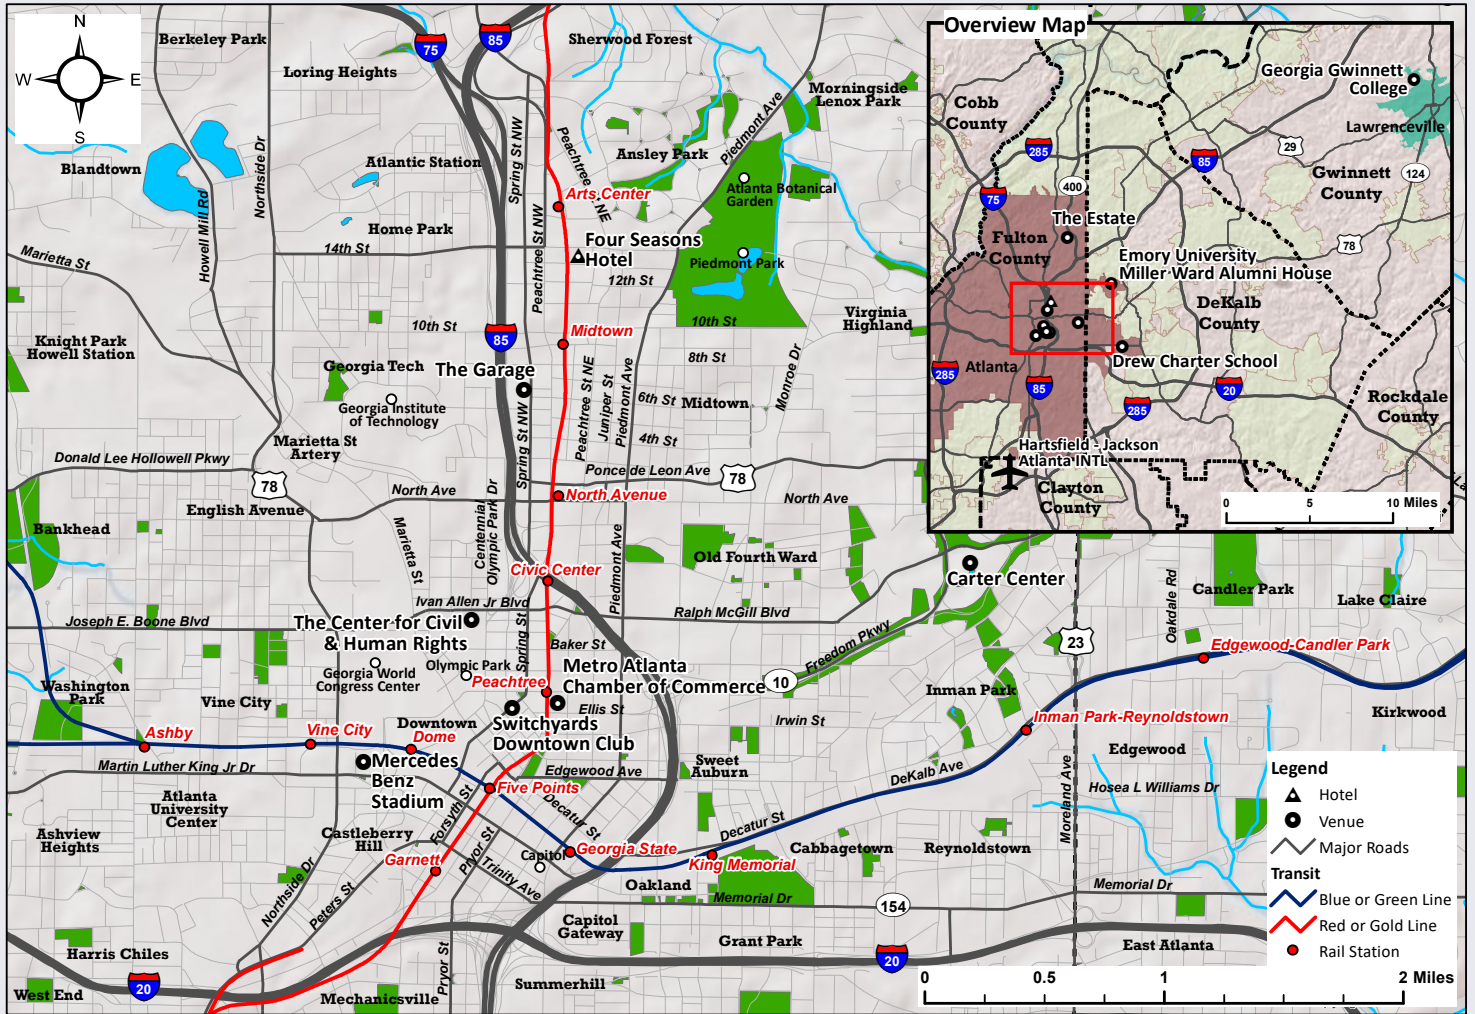 N
W
E
S
Berkeley Park
Loring Heights
75
85
Sherwood Forest
Morningside
Lenox Park
Blandtown
Northside Dr
Howell Mill Rd
Atlantic Station
Spring St NW
Peachtree St NE
Ansley Park
Piedmont Ave
Arts Center
Atlanta Botanical
Garden
Home Park
14th St
Peachtree St NW
Four Seasons
Hotel
12th St
Piedmont Park
Marietta St
10th St
10th St
Virginia
Highland
Midtown
85
8th St
Knight Park
Howell Station
Georgia Tech
The Garage
Georgia Institute
of Technology
Peachtree St NE
Juniper St
Piedmont Ave
6th St
Midtown
Monroe Dr
4th St
Marietta St
Artery
Spring St NW
Donald Lee Hollowell Pkwy
78
Ponce de Leon Ave
78
North Ave
North Avenue
North Ave
English Avenue
Bankhead
Marietta St
Centennial
Olympic Park Dr
Piedmont Ave
Old Fourth Ward
Civic Center
Carter Center
Oakdale Rd
Candler Park
Lake Claire
Ivan Allen Jr Blvd
Ralph McGill Blvd
Joseph E. Boone Blvd
The Center for Civil
& Human Rights
Spring St
Baker St
Freedom Pkwy
23
Edgewood-Candler Park
Georgia World
Congress Center
Olympic Park
Peachtree
Metro Atlanta
Chamber of Commerce
10
Washington
Park
Vine City
Ellis St
Inman Park
Irwin St
Inman Park-Reynoldstown
Kirkwood
Ashby
Vine City
Downtown
Dome
Switchyards
Downtown Club
Martin Luther King Jr Dr
Mercedes
Benz
Stadium
Edgewood Ave
Sweet
Auburn
DeKalb Ave
Edgewood
Hosea L Williams Dr
Moreland Ave
Atlanta
University
Center
Five Points
Forsyth St
Decatur St
Decatur St
Ashview
Heights
Castleberry
Hill
Garnett
Pryor St
Trinity Ave
Capitol
Georgia State
King Memorial
Cabbagetown
Reynoldstown
Northside Dr
Peters St
Oakland
Memorial Dr
154
Memorial Dr
Capitol
Gateway
Grant Park
East Atlanta
Harris Chiles
20
20
West End
Mechanicsville
Pryor St
Summerhill
0
0.5
1
2 Miles
Legend
Hotel
Venue
Major Roads
Transit
Blue or Green Line
Red or Gold Line
Rail Station
Overview Map
Georgia Gwinnett
College
Lawrenceville
Cobb
County
285
85
29
Gwinnett
County
124
400
75
The Estate
Fulton
County
78
Emory University
Miller Ward Alumni House
DeKalb
County
Drew Charter School
Atlanta
285
85
20
285
Rockdale
County
Hartsfield - Jackson
Atlanta INTL
Clayton
County
0
5
10 Miles